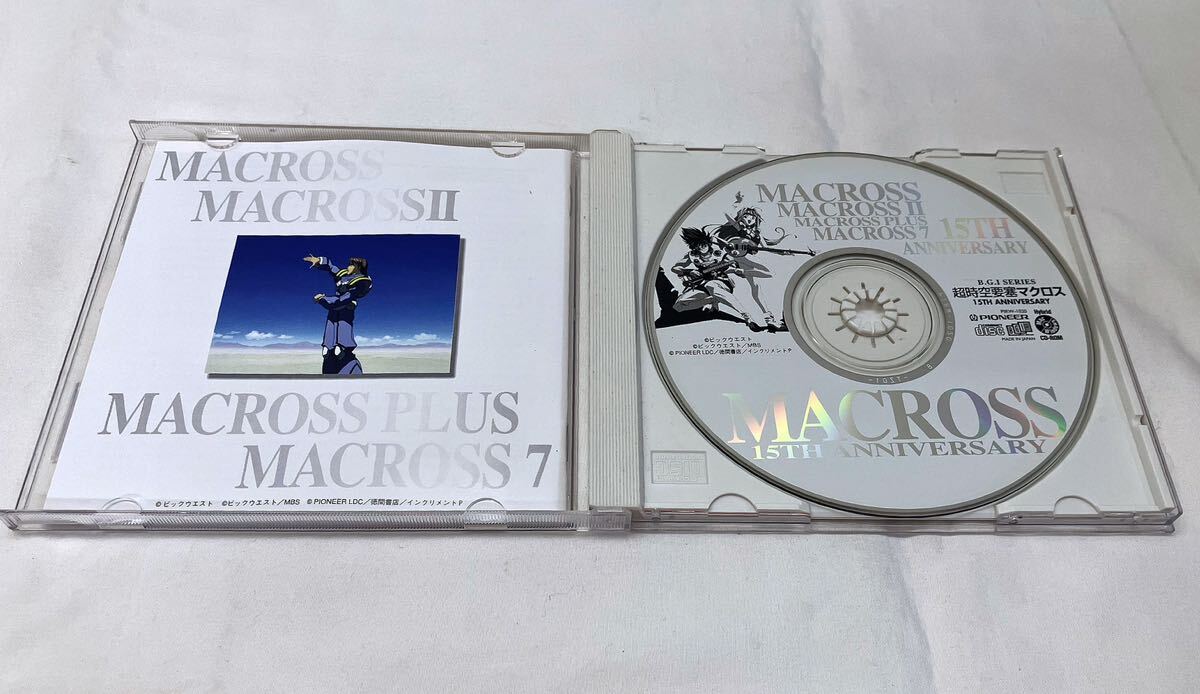 MACROSS
MACROSSII
MACROSS PLUS
MACROSS 7
©ビックウエスト ©ビックウエスト/MBS © PIONEER LDC/徳間書店/インクリメントP
MACROSS
MACROSS II
MACROSS PLUS
MACROSS 7 15TH
ANNIVERSARY
B.G.I SERIES
超時空要塞マクロス
15TH ANNIVERSARY
PIONEER
Hybrid
disc
MADE IN JAPAN
CD-ROM
©ビックウエスト
©ビックウエスト/MBS
© PIONEER LDC/徳間書店/インクリメントP
MACROSS
15TH ANNIVERSARY